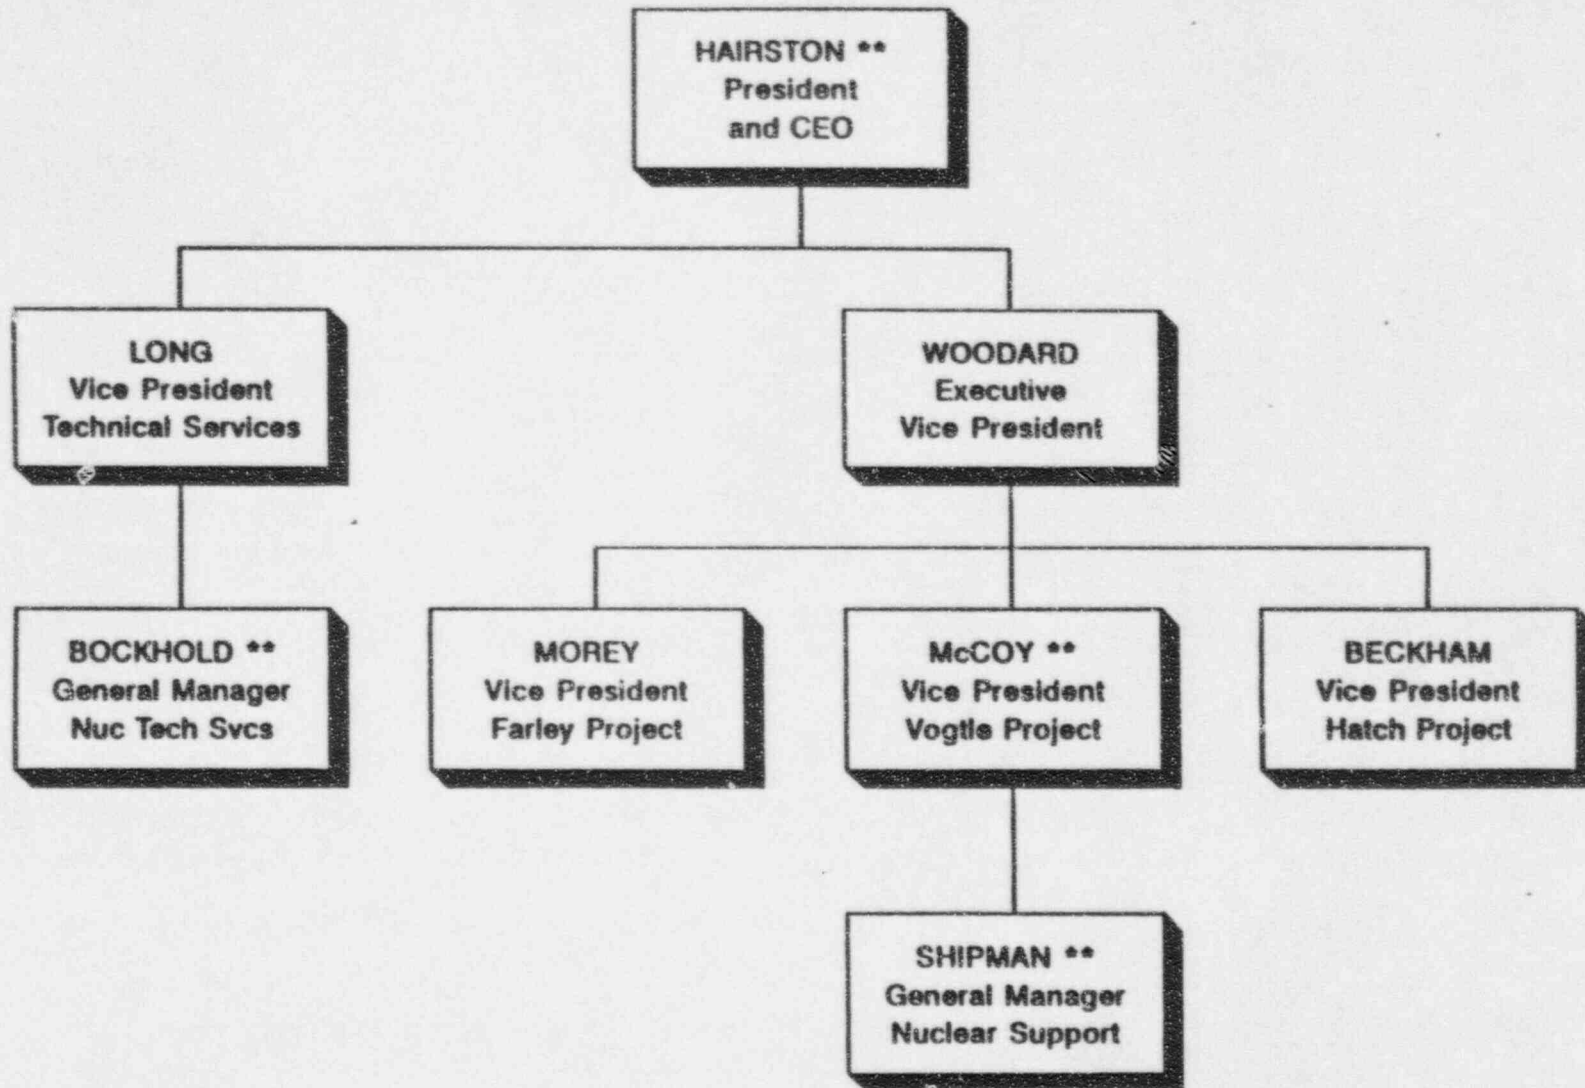 HAIRSTON **
President
and CEO
LONG
Vice President
Technical Services
WOODARD
Executive
Vice President
BOCKHOLD **
General Manager
Nuc Tech Svcs
MOREY
Vice President
Farley Project
McCOY **
Vice President
Vogtle Project
BECKHAM
Vice President
Hatch Project
SHIPMAN **
General Manager
Nuclear Support